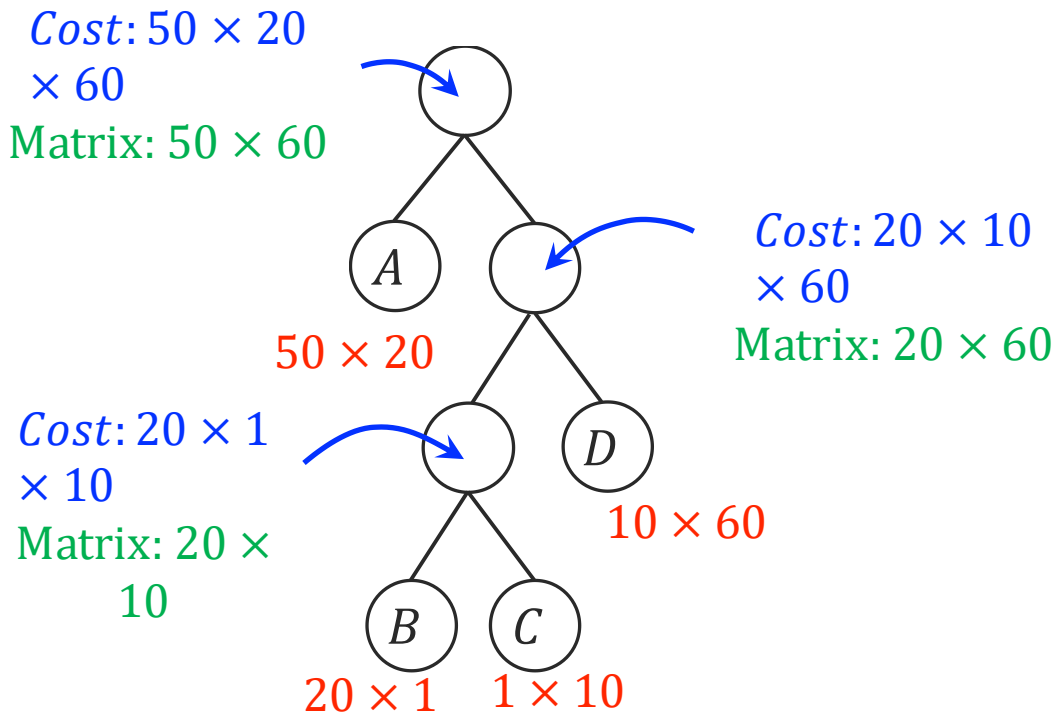 Cost: 50 × 20
× 60
Matrix: 50 × 60
A
50 × 20
Cost: 20 × 10
× 60
Matrix: 20 × 60
Cost: 20 × 1
× 10
Matrix: 20 ×
10
D
10 × 60
B
C
20 × 1
1 × 10